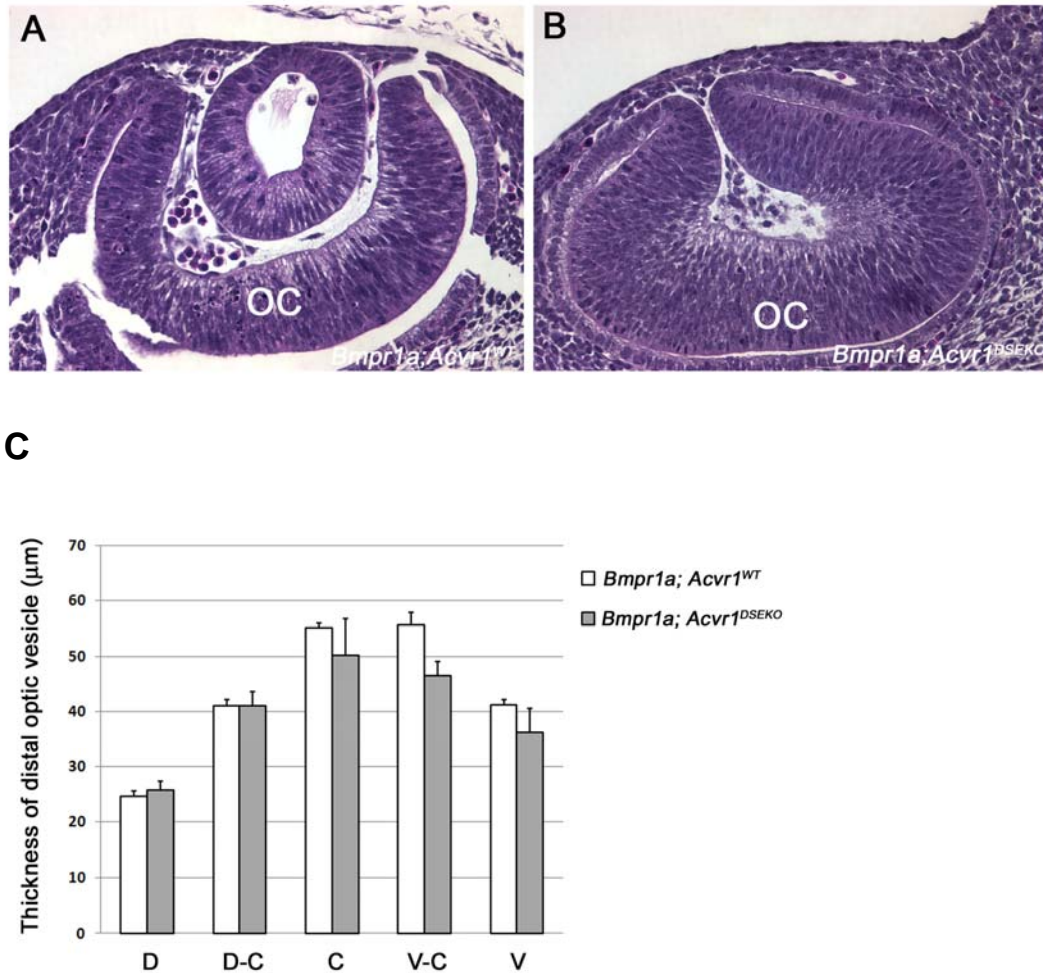 A
OC
Bmpr1a;Acvr1WT
B
OC
Bmpr1a;Acvr1DSEKO
C
Thickness of distal optic vesicle (μm)
70
60
50
40
30
20
10
0
D
D-C
C
V-C
V
Bmpr1a; Acvr1WT
Bmpr1a; Acvr1DSEKO